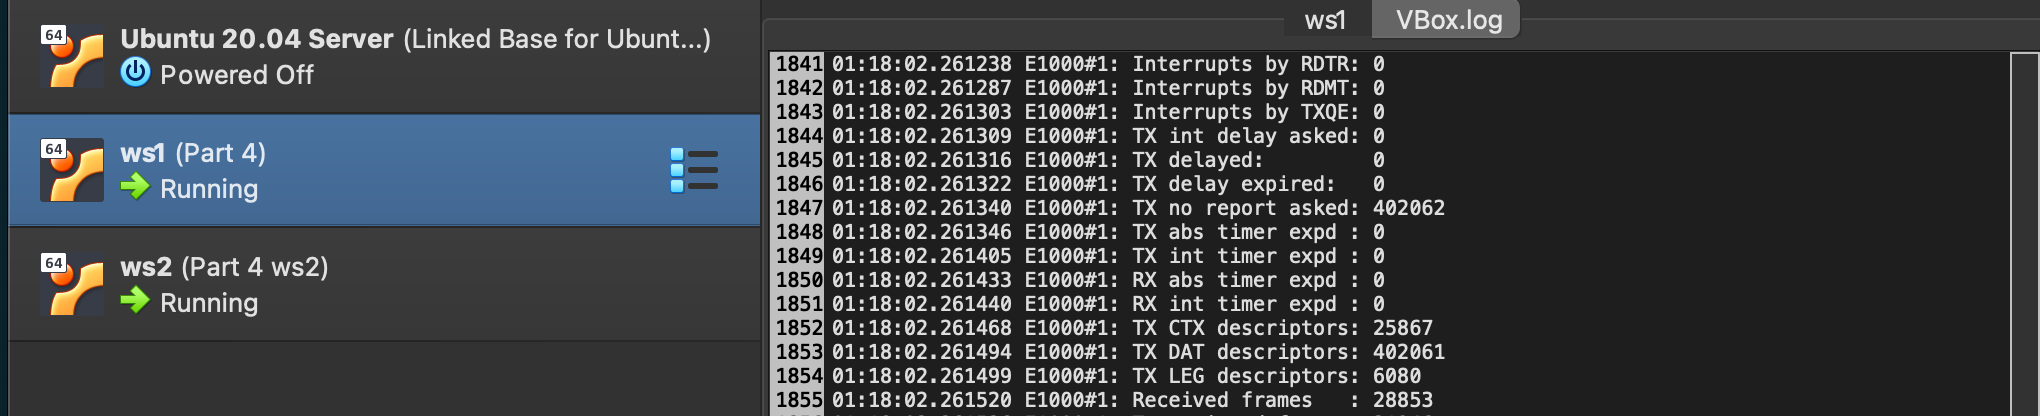 64
Ubuntu 20.04 Server (Linked Base for Ubunt...)
Powered Off
64
ws1 (Part 4)
Running
64
ws2 (Part 4 ws2)
Running
ws1 VBox.log
1841 01:18:02.261238 E1000#1: Interrupts by RDTR: 0
1842 01:18:02.261287 E1000#1: Interrupts by RDMT: 0
1843 01:18:02.261303 E1000#1: Interrupts by TXQE: 0
1844 01:18:02.261309 E1000#1: TX int delay asked: 0
1845 01:18:02.261316 E1000#1: TX delayed: 0
1846 01:18:02.261322 E1000#1: TX delay expired: 0
1847 01:18:02.261340 E1000#1: TX no report asked: 402062
1848 01:18:02.261346 E1000#1: TX abs timer expd : 0
1849 01:18:02.261405 E1000#1: TX int timer expd : 0
1850 01:18:02.261433 E1000#1: RX abs timer expd : 0
1851 01:18:02.261440 E1000#1: RX int timer expd : 0
1852 01:18:02.261468 E1000#1: TX CTX descriptors: 25867
1853 01:18:02.261494 E1000#1: TX DAT descriptors: 402061
1854 01:18:02.261499 E1000#1: TX LEG descriptors: 6080
1855 01:18:02.261520 E1000#1: Received frames : 28853